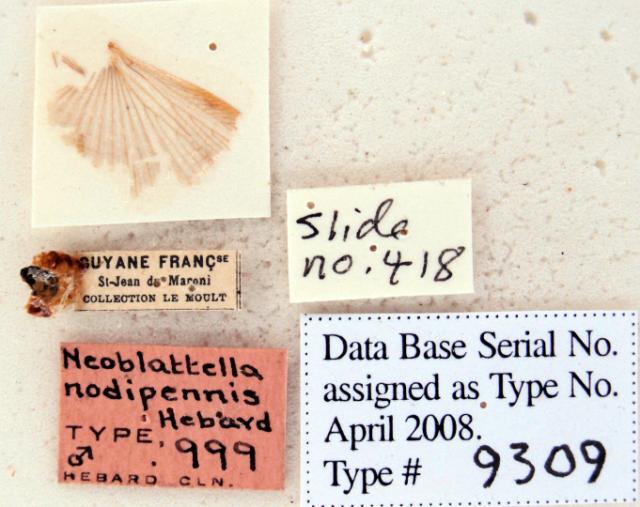 slide
no. 418
GUYANE FRANÇSE
St-Jean du Maroni
COLLECTION LE MOULT
Neoblattella
nodipennis
Hebard
TYPE. 999
♂
HEBARD CLN.
Data Base Serial No.
assigned as Type No.
April 2008.
Type # 9309